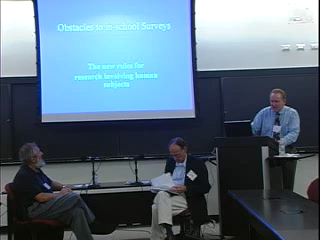 Obstacles to in-school Surveys
The new rules for
research involving human
subjects